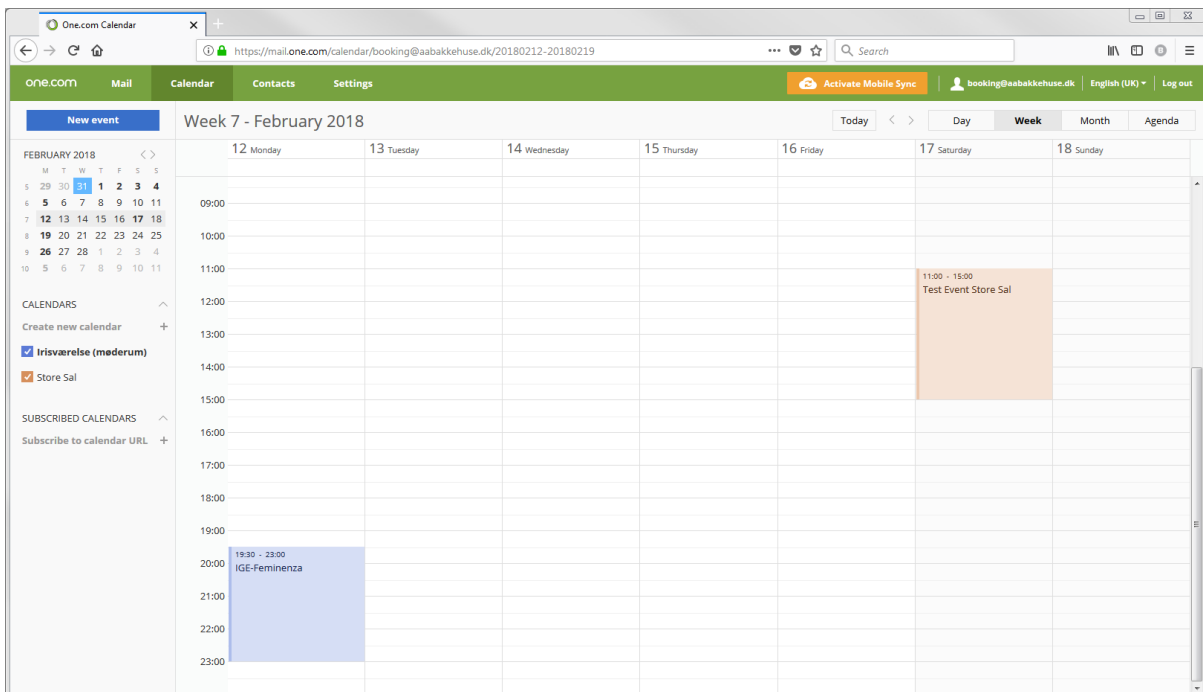 One.com Calendar
https://mail.one.com/calendar/booking@aabakkehuse.dk/20180212-20180219
Search
one.com Mail Calendar Contacts Settings Activate Mobile Sync booking@aabakkehuse.dk English (UK) Log out
New event
Week 7 - February 2018
Today Day Week Month Agenda
FEBRUARY 2018
M T W T F S S
5 29 30 31 1 2 3 4
6 5 6 7 8 9 10 11
7 12 13 14 15 16 17 18
8 19 20 21 22 23 24 25
9 26 27 28 1 2 3 4
10 5 6 7 8 9 10 11
CALENDARS
Create new calendar +
Irisværelse (møderum)
Store Sal
SUBSCRIBED CALENDARS
Subscribe to calendar URL +
12 Monday 13 Tuesday 14 Wednesday 15 Thursday 16 Friday 17 Saturday 18 Sunday
09:00
10:00
11:00
11:00 - 15:00
Test Event Store Sal
12:00
13:00
14:00
15:00
16:00
17:00
18:00
19:00
19:30 - 23:00
IGE-Feminenza
20:00
21:00
22:00
23:00